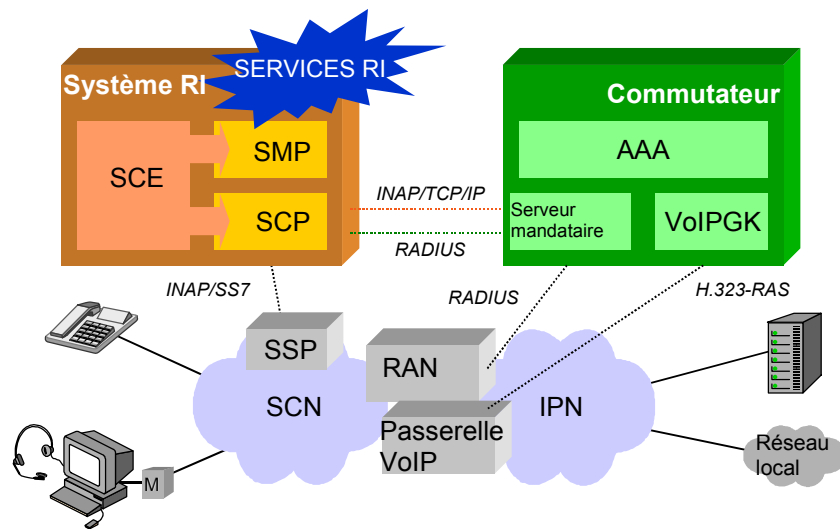 SERVICES RI
Système RI
Commutateur
SCE
SMP
SCP
AAA
Serveur
mandataire
VoIPGK
INAP/TCP/IP
RADIUS
INAP/SS7
RADIUS
H.323-RAS
SSP
RAN
SCN
IPN
Passerelle
VoIP
M
Réseau
local